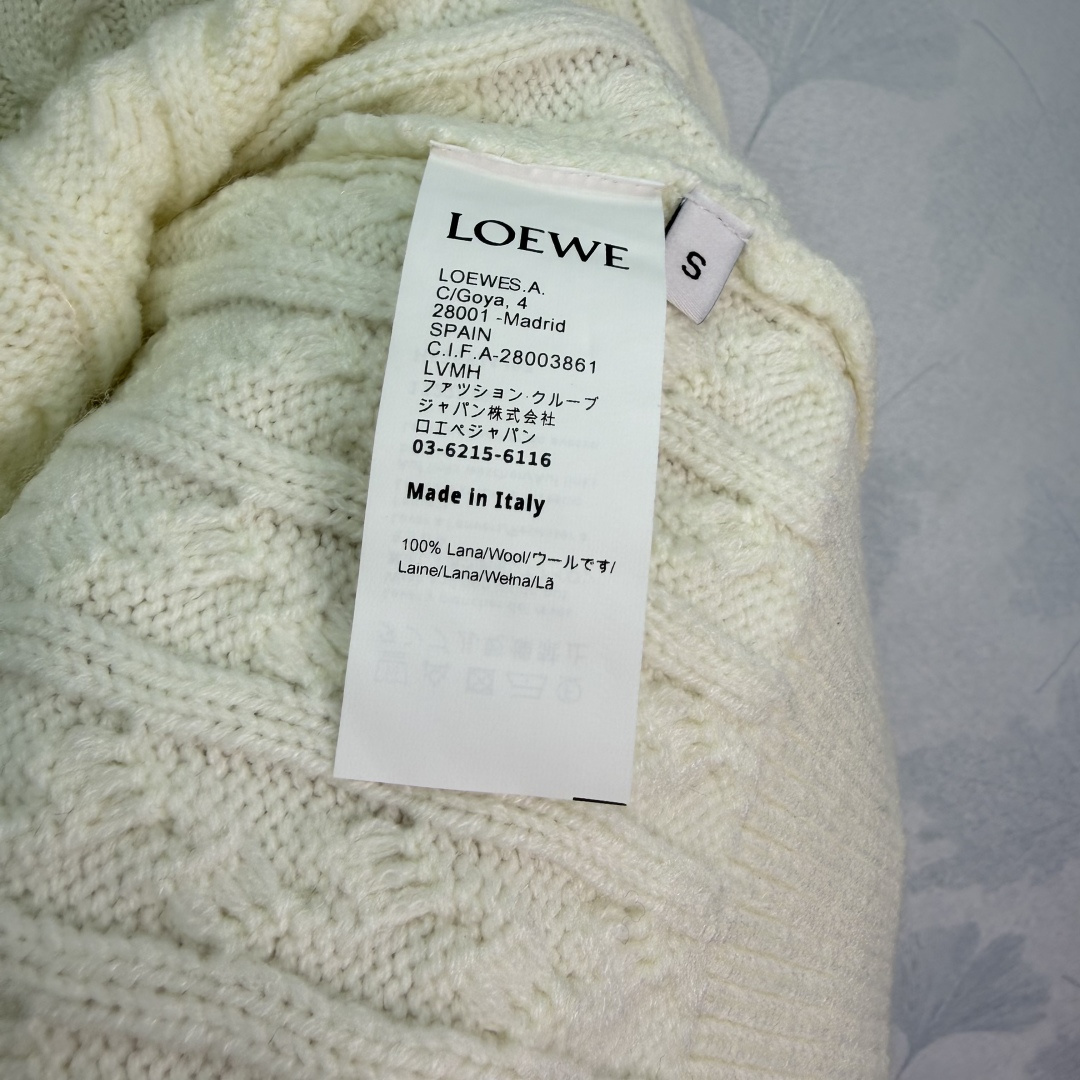 LOEWE
LOEWES.A.
C/Goya, 4
28001 -Madrid
SPAIN
C.I.F.A-28003861
LVMH
ファツション·クループ
ジャパン株式会社
ロエベジャパン
03-6215-6116
Made in Italy
100% Lana/Wool/ウールです/
Laine/Lana/Wełna/Lã
S